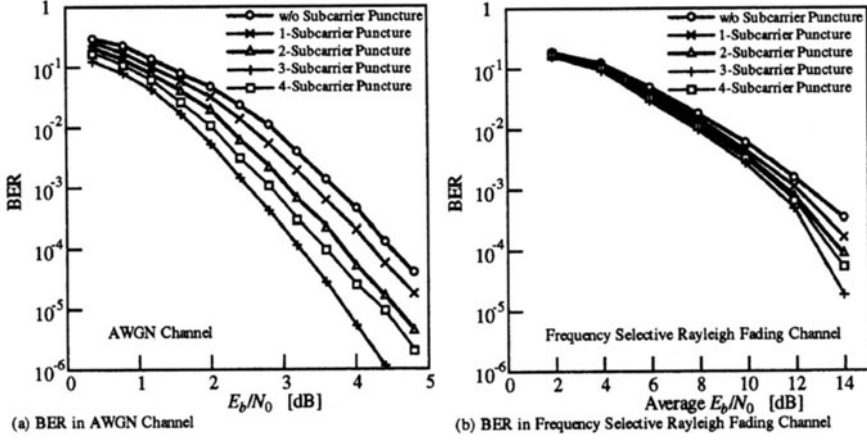 1
10-1
10-2
10-3
10-4
10-5
10-6
BER
w/o Subcarrier Puncture
1-Subcarrier Puncture
2-Subcarrier Puncture
3-Subcarrier Puncture
4-Subcarrier Puncture
AWGN Channel
0 1 2 3 4 5
Eb/N0 [dB]
(a) BER in AWGN Channel
1
10-1
10-2
10-3
10-4
10-5
10-6
BER
w/o Subcarrier Puncture
1-Subcarrier Puncture
2-Subcarrier Puncture
3-Subcarrier Puncture
4-Subcarrier Puncture
Frequency Selective Rayleigh Fading Channel
0 2 4 6 8 10 12 14
Average Eb/N0 [dB]
(b) BER in Frequency Selective Rayleigh Fading Channel